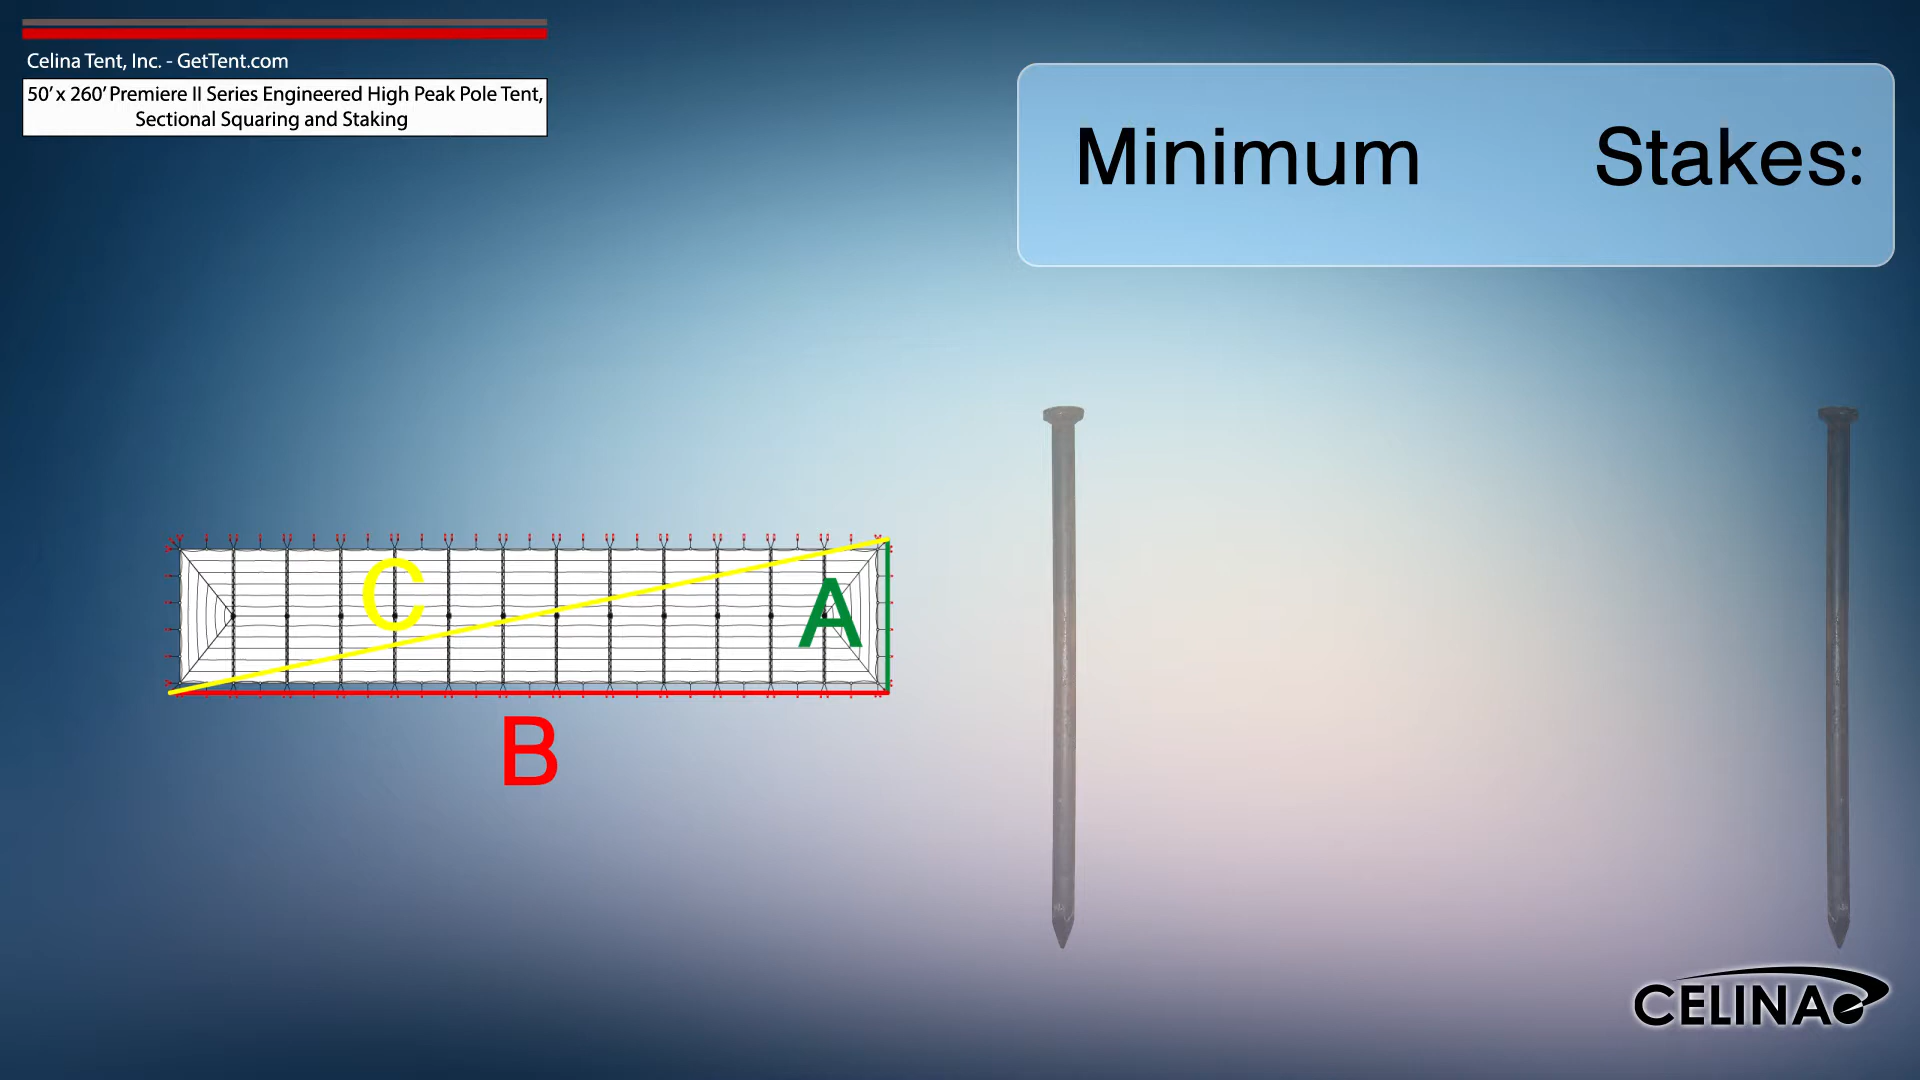 Celina Tent, Inc. - GetTent.com
50' x 260' Premiere II Series Engineered High Peak Pole Tent,
Sectional Squaring and Staking
Minimum Stakes:
C
A
B
CELINA